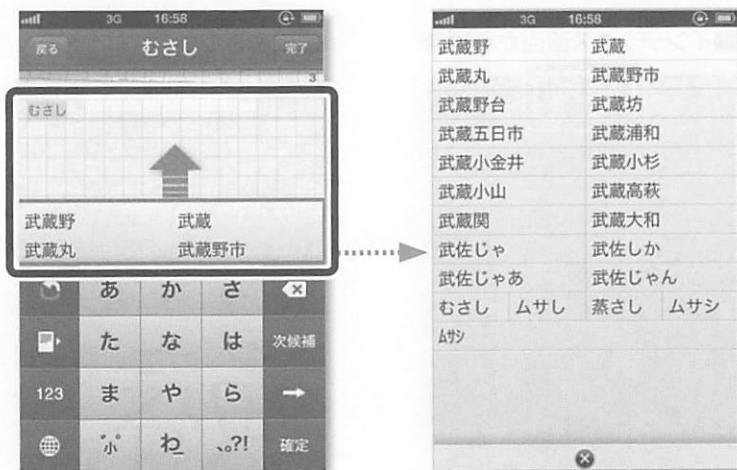 3G 16:58
戻る むさし 完了
3
むさし
武蔵野 武蔵
武蔵丸 武蔵野市
あ か さ
た な は 次候補
123 ま や ら →
゛゜小 わ_ 、。?! 確定
3G 16:58
武蔵野 武蔵
武蔵丸 武蔵野市
武蔵野台 武蔵坊
武蔵五日市 武蔵浦和
武蔵小金井 武蔵小杉
武蔵小山 武蔵高萩
武蔵関 武蔵大和
武佐じゃ 武佐しか
武佐じゃあ 武佐じゃん
むさし ムサし 蒸さし ムサシ
ﾑｻｼ